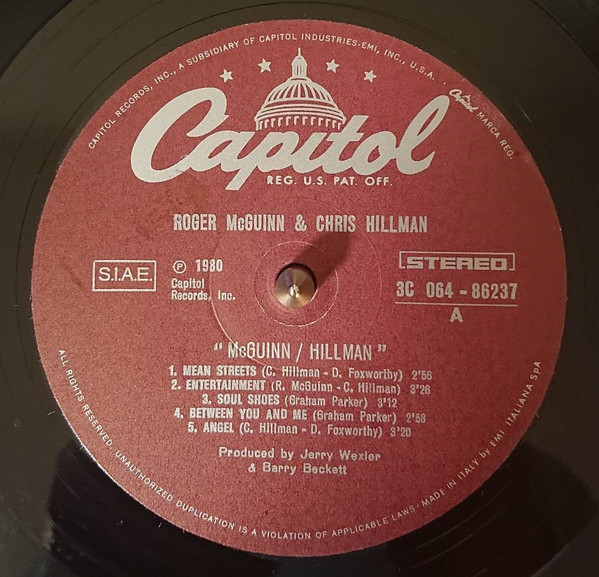 CAPITOL RECORDS, INC., A SUBSIDIARY OF CAPITOL INDUSTRIES-EMI, INC., U.S.A. • Capitol MARCA REG.
Capitol
REG. U.S. PAT. OFF.
ROGER McGUINN & CHRIS HILLMAN
S.I.A.E.
℗ 1980
Capitol
Records, Inc.
STEREO
3C 064 - 86237
A
"McGUINN / HILLMAN"
1. MEAN STREETS (C. Hillman - D. Foxworthy) 2'56
2. ENTERTAINMENT (R. McGuinn - C. Hillman) 3'26
3. SOUL SHOES (Graham Parker) 3'12
4. BETWEEN YOU AND ME (Graham Parker) 2'58
5. ANGEL (C. Hillman - D. Foxworthy) 3'20
Produced by Jerry Wexler
& Barry Beckett
ALL RIGHTS RESERVED. UNAUTHORIZED DUPLICATION IS A VIOLATION OF APPLICABLE LAWS - MADE IN ITALY by EMI ITALIANA SPA